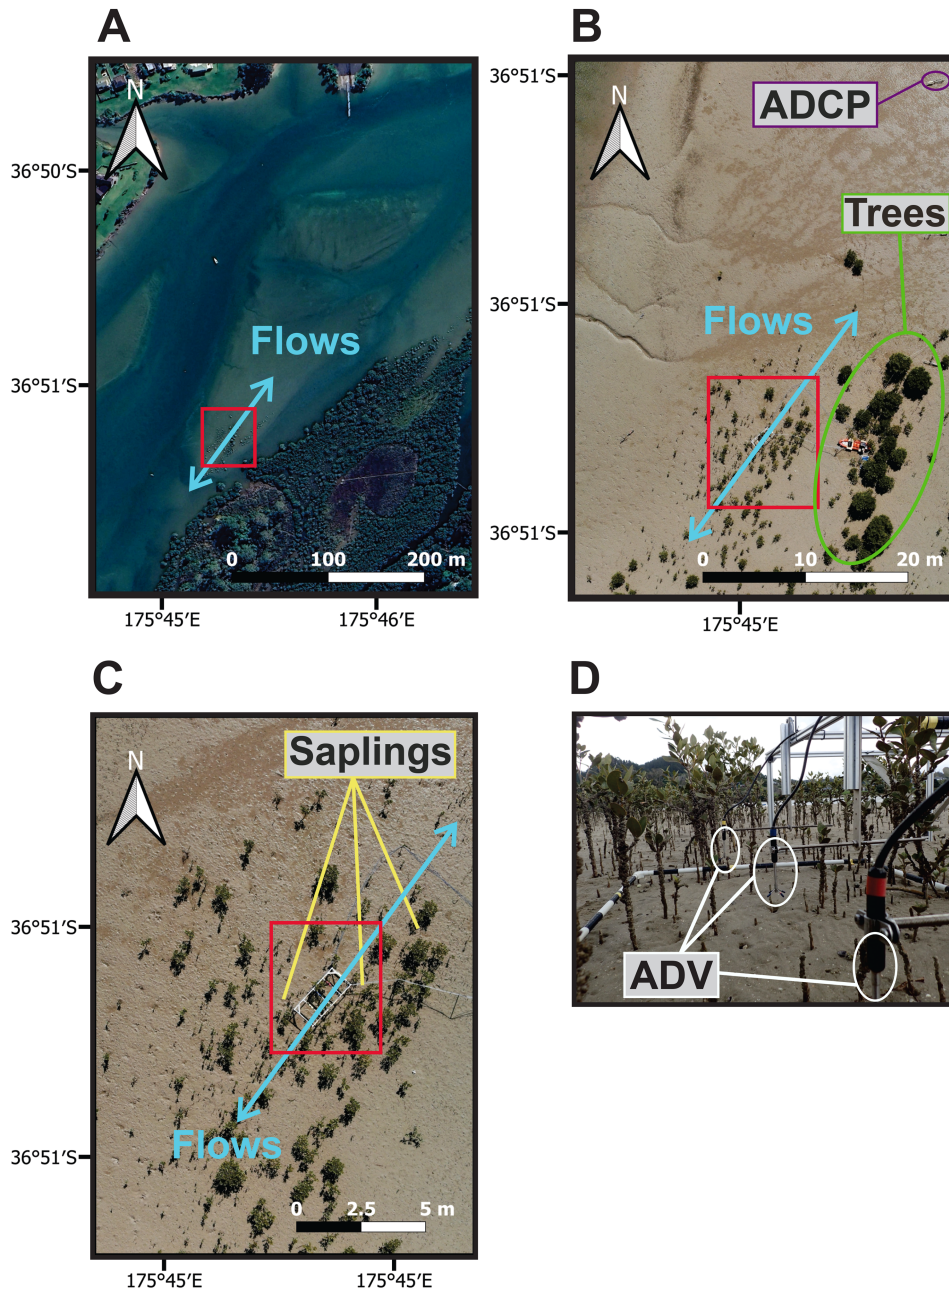 A
N
36°50′S
36°51′S
Flows
0 100 200 m
175°45′E 175°46′E
B
36°51′S
N
ADCP
Trees
36°51′S
Flows
36°51′S
0 10 20 m
175°45′E
C
N
Saplings
36°51′S
Flows
36°51′S
0 2.5 5 m
175°45′E 175°45′E
D
ADV